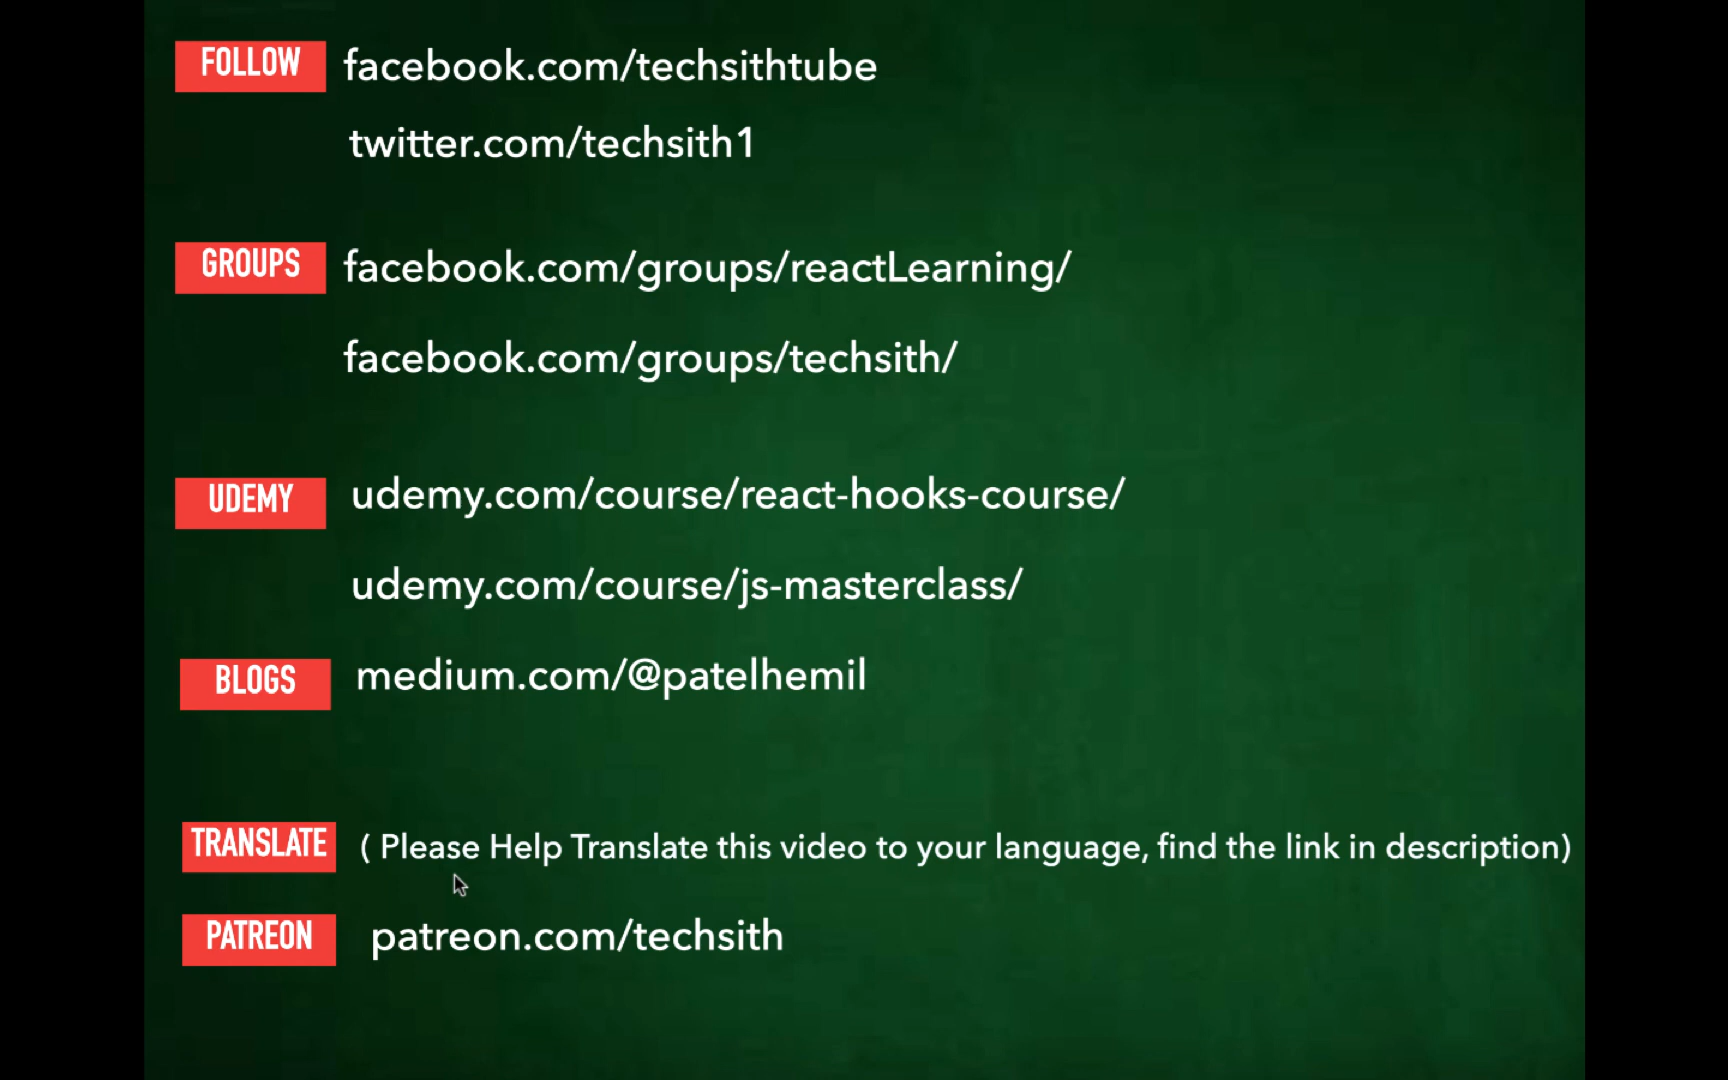 FOLLOW facebook.com/techsithtube
twitter.com/techsith1
GROUPS facebook.com/groups/reactLearning/
facebook.com/groups/techsith/
UDEMY udemy.com/course/react-hooks-course/
udemy.com/course/js-masterclass/
BLOGS medium.com/@patelhemil
TRANSLATE ( Please Help Translate this video to your language, find the link in description)
PATREON patreon.com/techsith